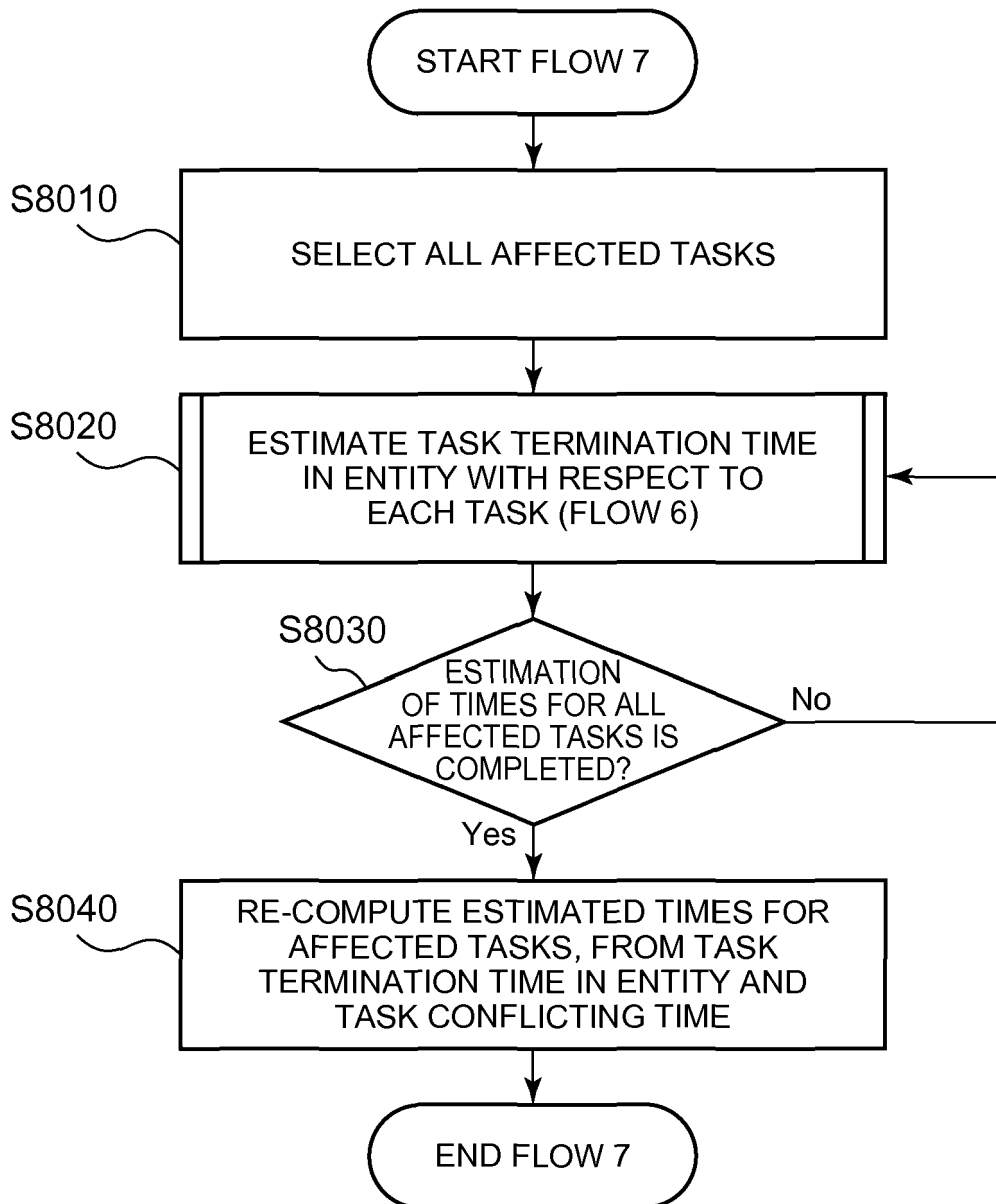 START FLOW 7
S8010
SELECT ALL AFFECTED TASKS
S8020
ESTIMATE TASK TERMINATION TIME
IN ENTITY WITH RESPECT TO
EACH TASK (FLOW 6)
S8030
ESTIMATION
OF TIMES FOR ALL
AFFECTED TASKS IS
COMPLETED?
No
Yes
S8040
RE-COMPUTE ESTIMATED TIMES FOR
AFFECTED TASKS, FROM TASK
TERMINATION TIME IN ENTITY AND
TASK CONFLICTING TIME
END FLOW 7